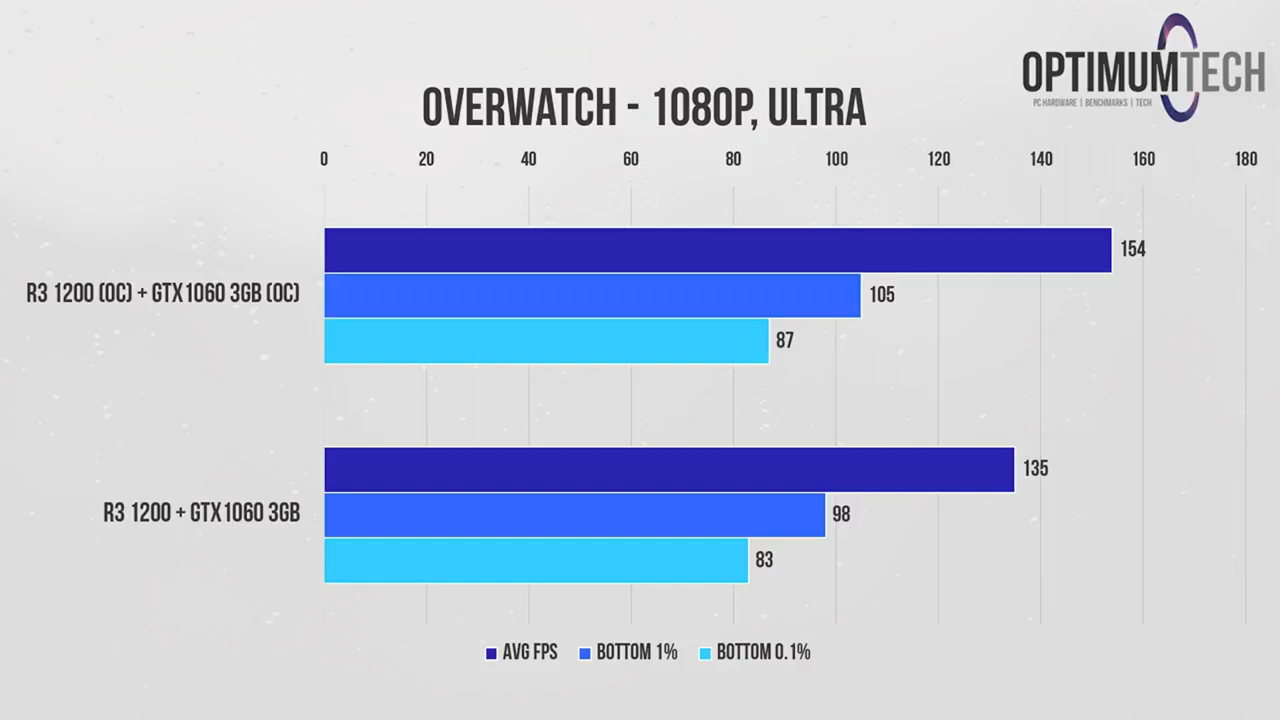 OPTIMUMTECH
PC HARDWARE | BENCHMARKS | TECH
OVERWATCH - 1080P, ULTRA
0 20 40 60 80 100 120 140 160 180
154
R3 1200 (OC) + GTX1060 3GB (OC)
105
87
135
R3 1200 + GTX1060 3GB
98
83
AVG FPS BOTTOM 1% BOTTOM 0.1%